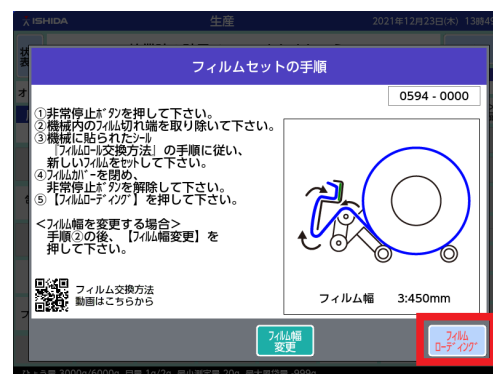 ISHIDA
生産
2021年12月23日(木) 13時45
フィルムセットの手順
0594 - 0000
①非常停止ﾎﾞﾀﾝを押して下さい。
②機械内のﾌｨﾙﾑ切れ端を取り除いて下さい。
③機械に貼られたｼｰﾙ
『ﾌｨﾙﾑﾛｰﾙ交換方法』の手順に従い、
新しいﾌｨﾙﾑをｾｯﾄして下さい。
④ﾌｨﾙﾑｶﾊﾞｰを閉め、
非常停止ﾎﾞﾀﾝを解除して下さい。
⑤【ﾌｨﾙﾑﾛｰﾃﾞｨﾝｸﾞ】を押して下さい。
<ﾌｨﾙﾑ幅を変更する場合>
手順②の後、【ﾌｨﾙﾑ幅変更】を
押して下さい。
フィルム交換方法
動画はこちらから
フィルム幅 3:450mm
ﾌｨﾙﾑ幅
変更
ﾌｨﾙﾑ
ﾛｰﾃﾞｨﾝｸﾞ